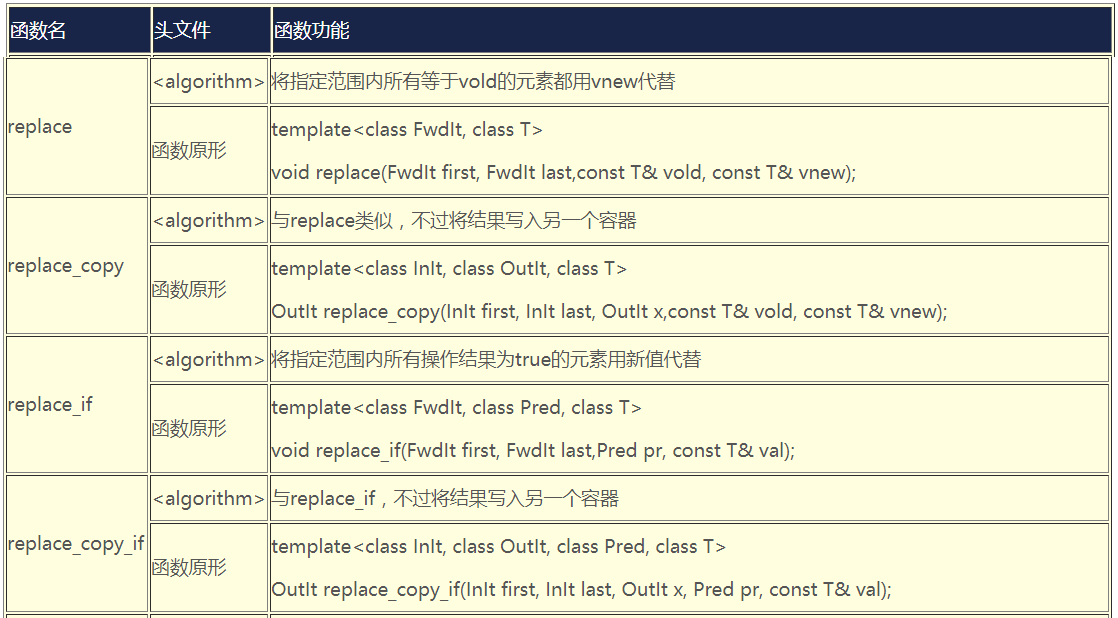 函数名 头文件 函数功能
replace
<algorithm> 将指定范围内所有等于vold的元素都用vnew代替
函数原形
template<class FwdIt, class T>
void replace(FwdIt first, FwdIt last,const T& vold, const T& vnew);
replace_copy
<algorithm> 与replace类似，不过将结果写入另一个容器
函数原形
template<class InIt, class OutIt, class T>
OutIt replace_copy(InIt first, InIt last, OutIt x,const T& vold, const T& vnew);
replace_if
<algorithm> 将指定范围内所有操作结果为true的元素用新值代替
函数原形
template<class FwdIt, class Pred, class T>
void replace_if(FwdIt first, FwdIt last,Pred pr, const T& val);
replace_copy_if
<algorithm> 与replace_if，不过将结果写入另一个容器
函数原形
template<class InIt, class OutIt, class Pred, class T>
OutIt replace_copy_if(InIt first, InIt last, OutIt x, Pred pr, const T& val);